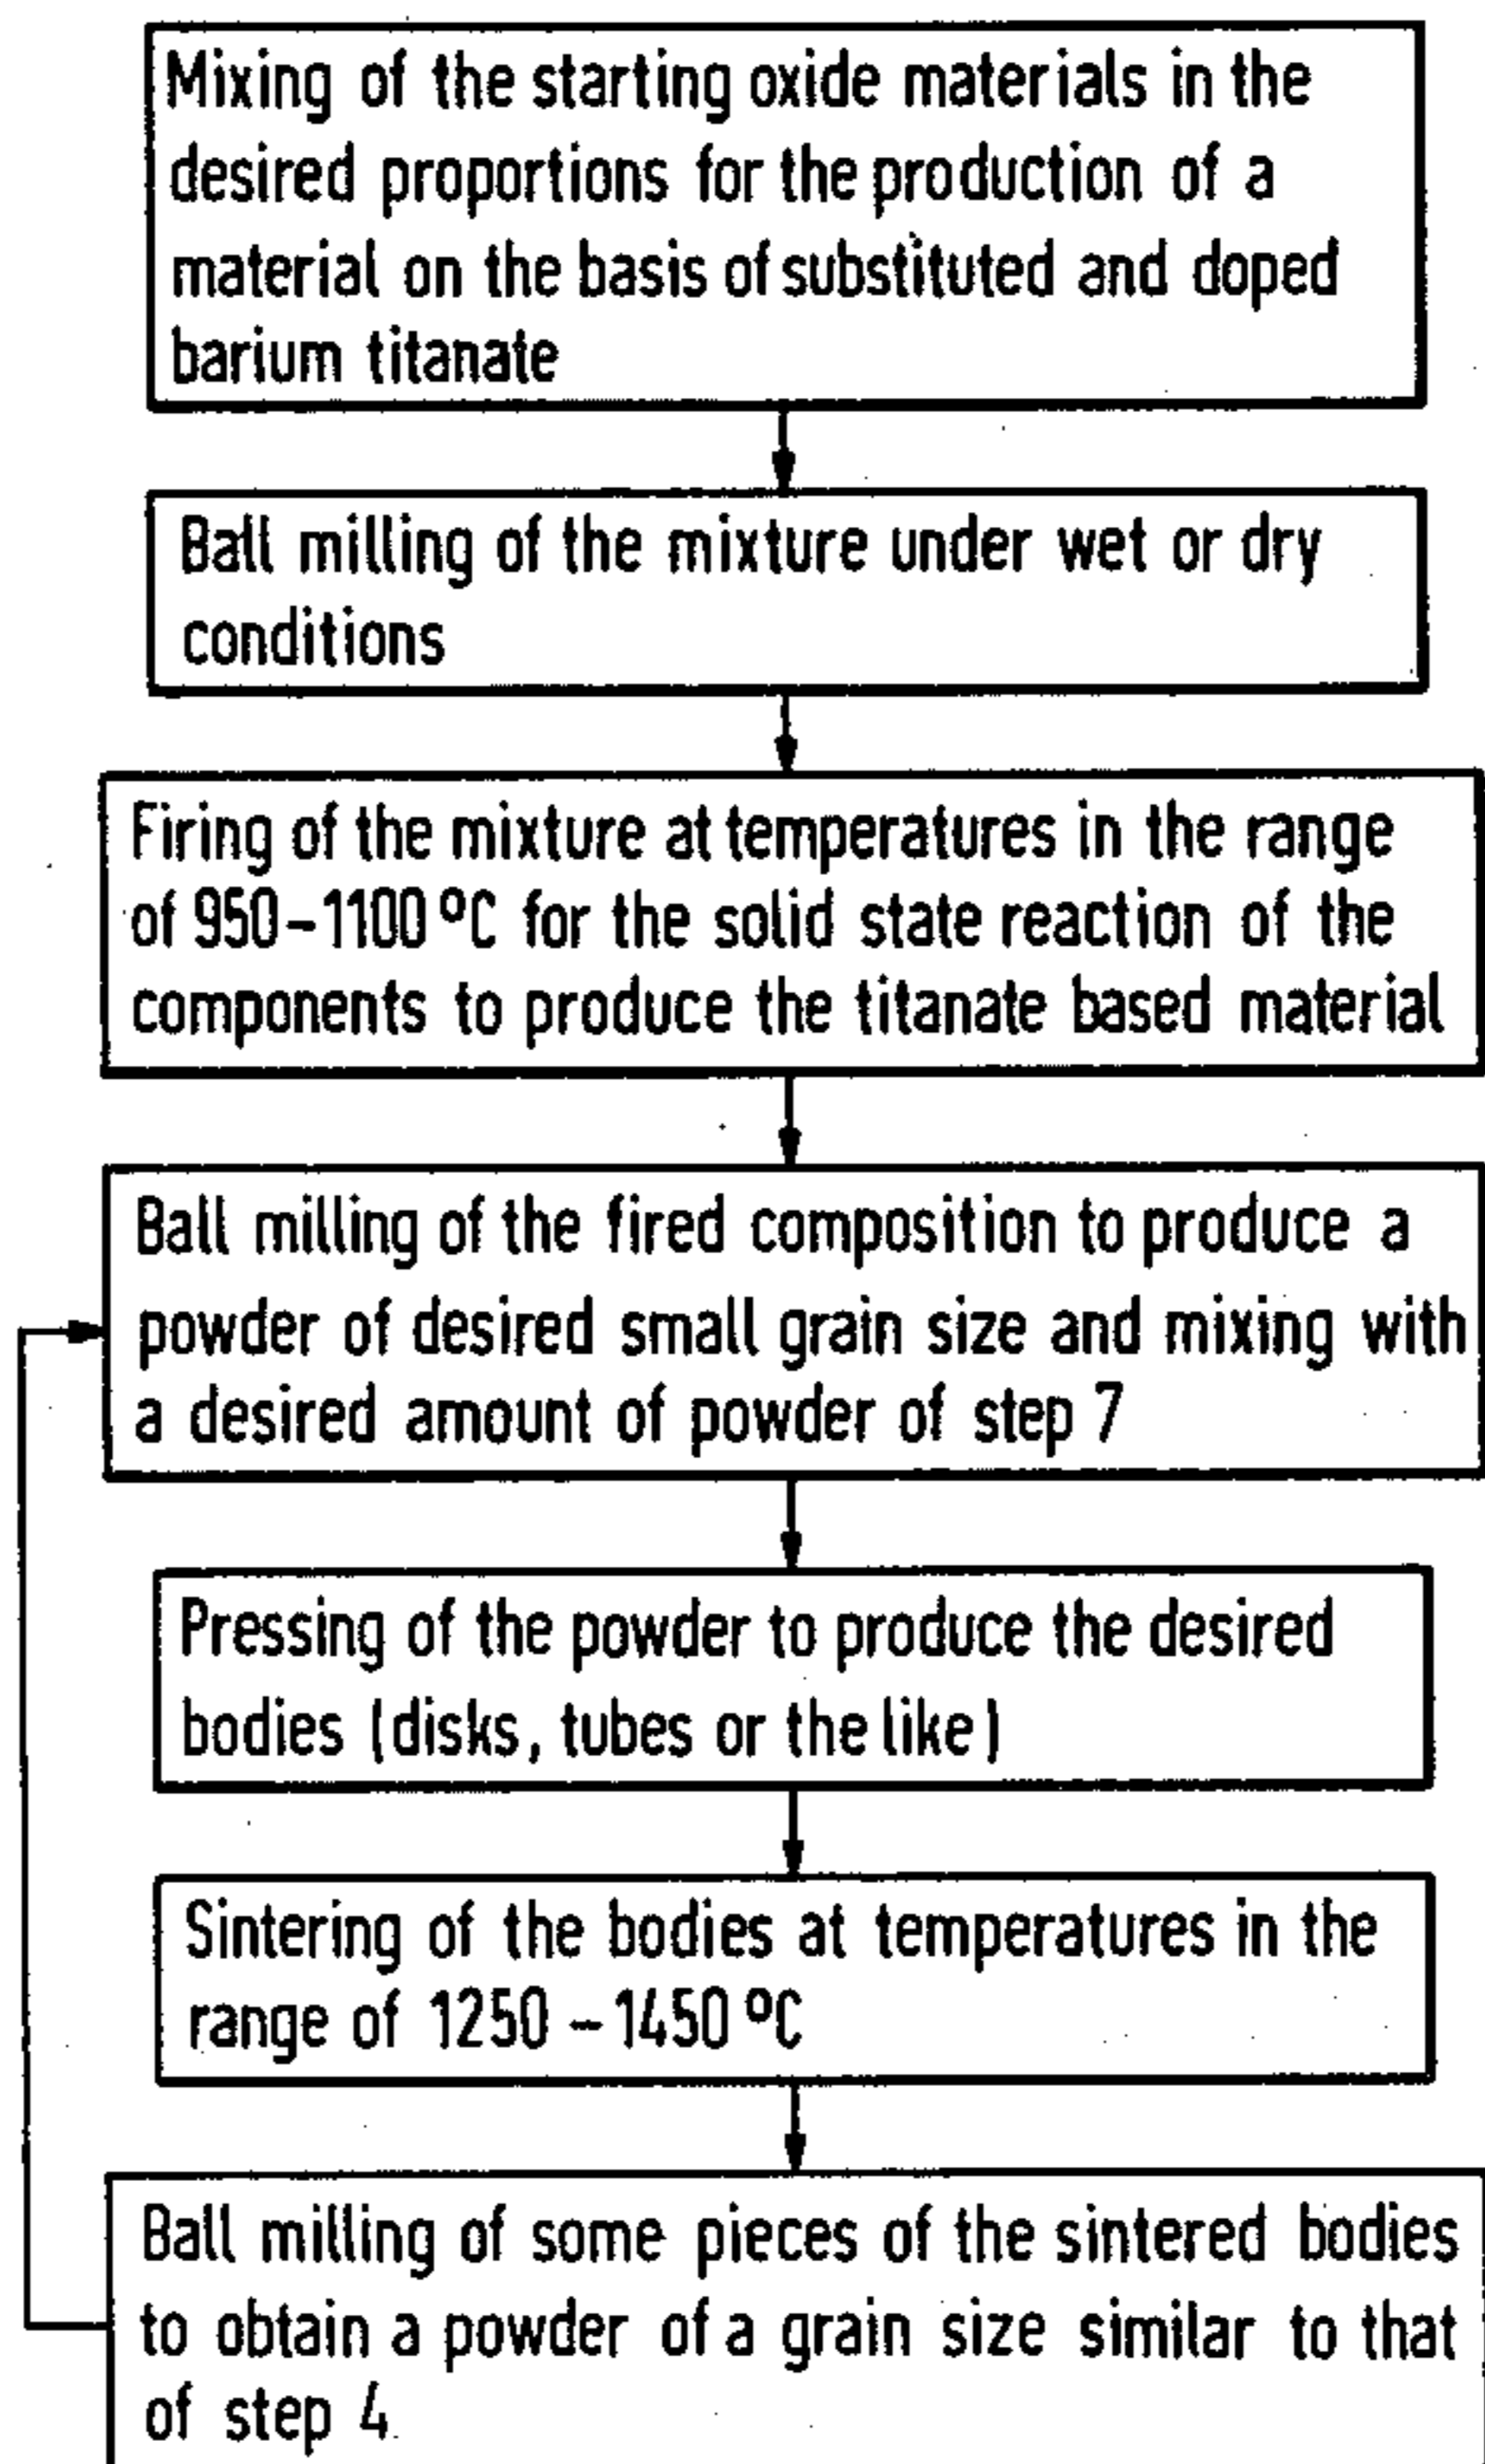 Mixing of the starting oxide materials in the
desired proportions for the production of a
material on the basis of substituted and doped
barium titanate
Ball milling of the mixture under wet or dry
conditions
Firing of the mixture at temperatures in the range
of 950-1100 °C for the solid state reaction of the
components to produce the titanate based material
Ball milling of the fired composition to produce a
powder of desired small grain size and mixing with
a desired amount of powder of step 7
Pressing of the powder to produce the desired
bodies (disks, tubes or the like)
Sintering of the bodies at temperatures in the
range of 1250 - 1450 °C
Ball milling of some pieces of the sintered bodies
to obtain a powder of a grain size similar to that
of step 4